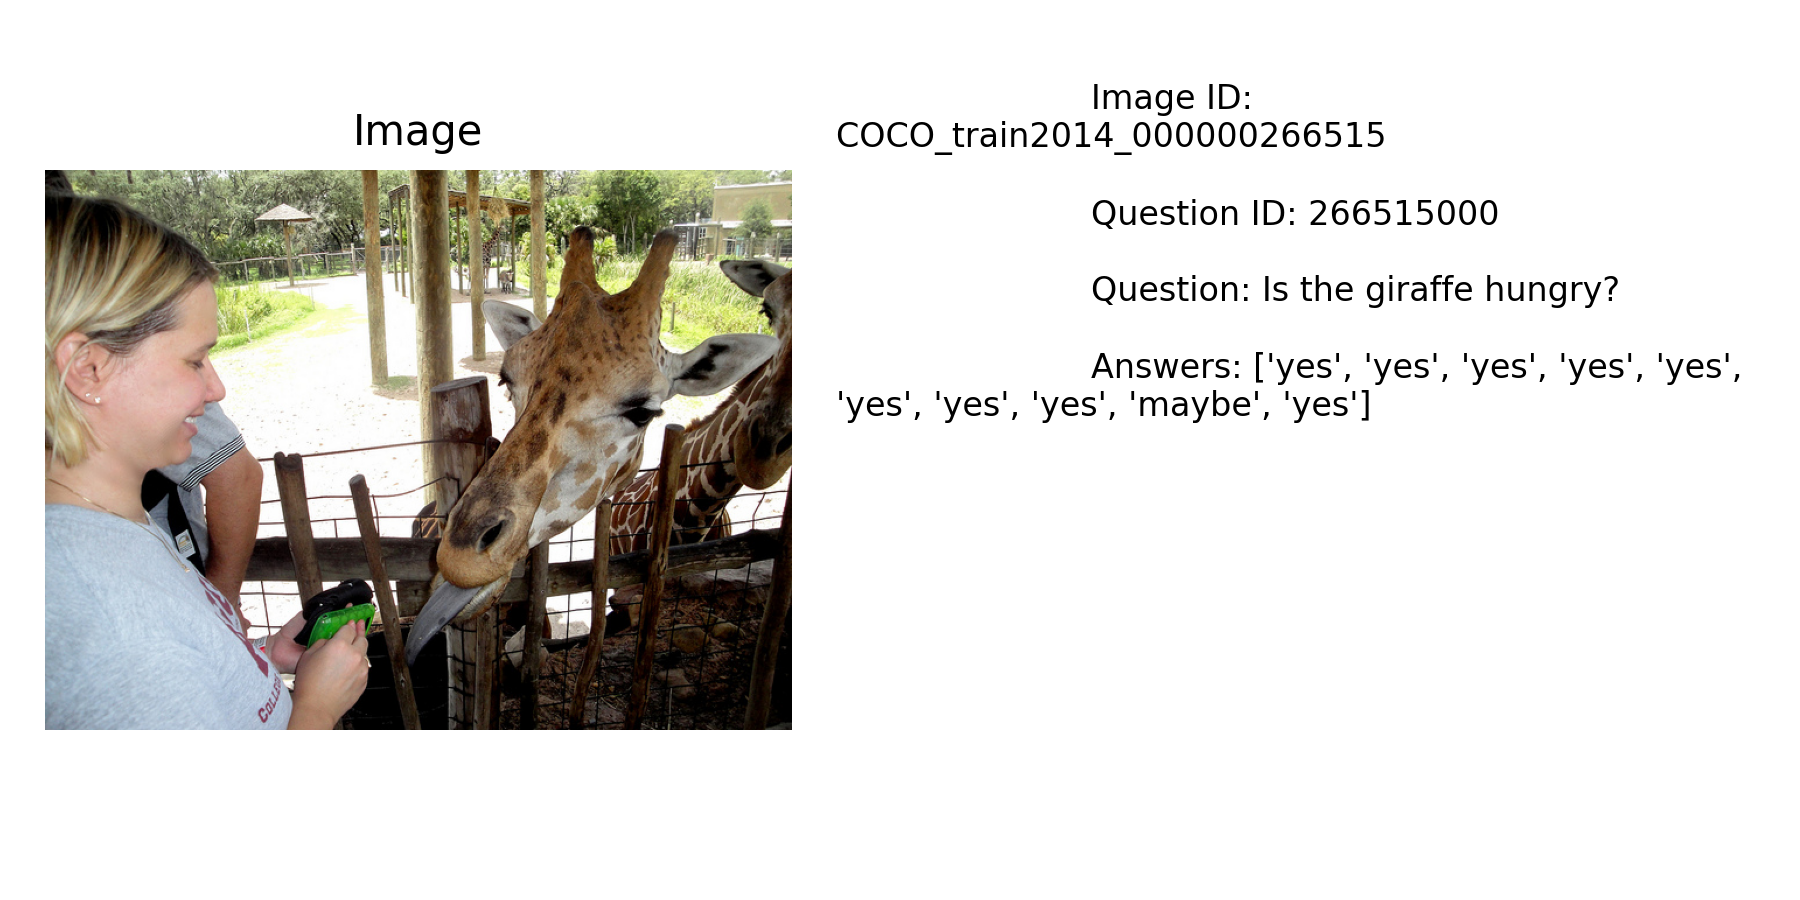 Image
Image ID:
COCO_train2014_000000266515
Question ID: 266515000
Question: Is the giraffe hungry?
Answers: ['yes', 'yes', 'yes', 'yes', 'yes',
'yes', 'yes', 'yes', 'maybe', 'yes']